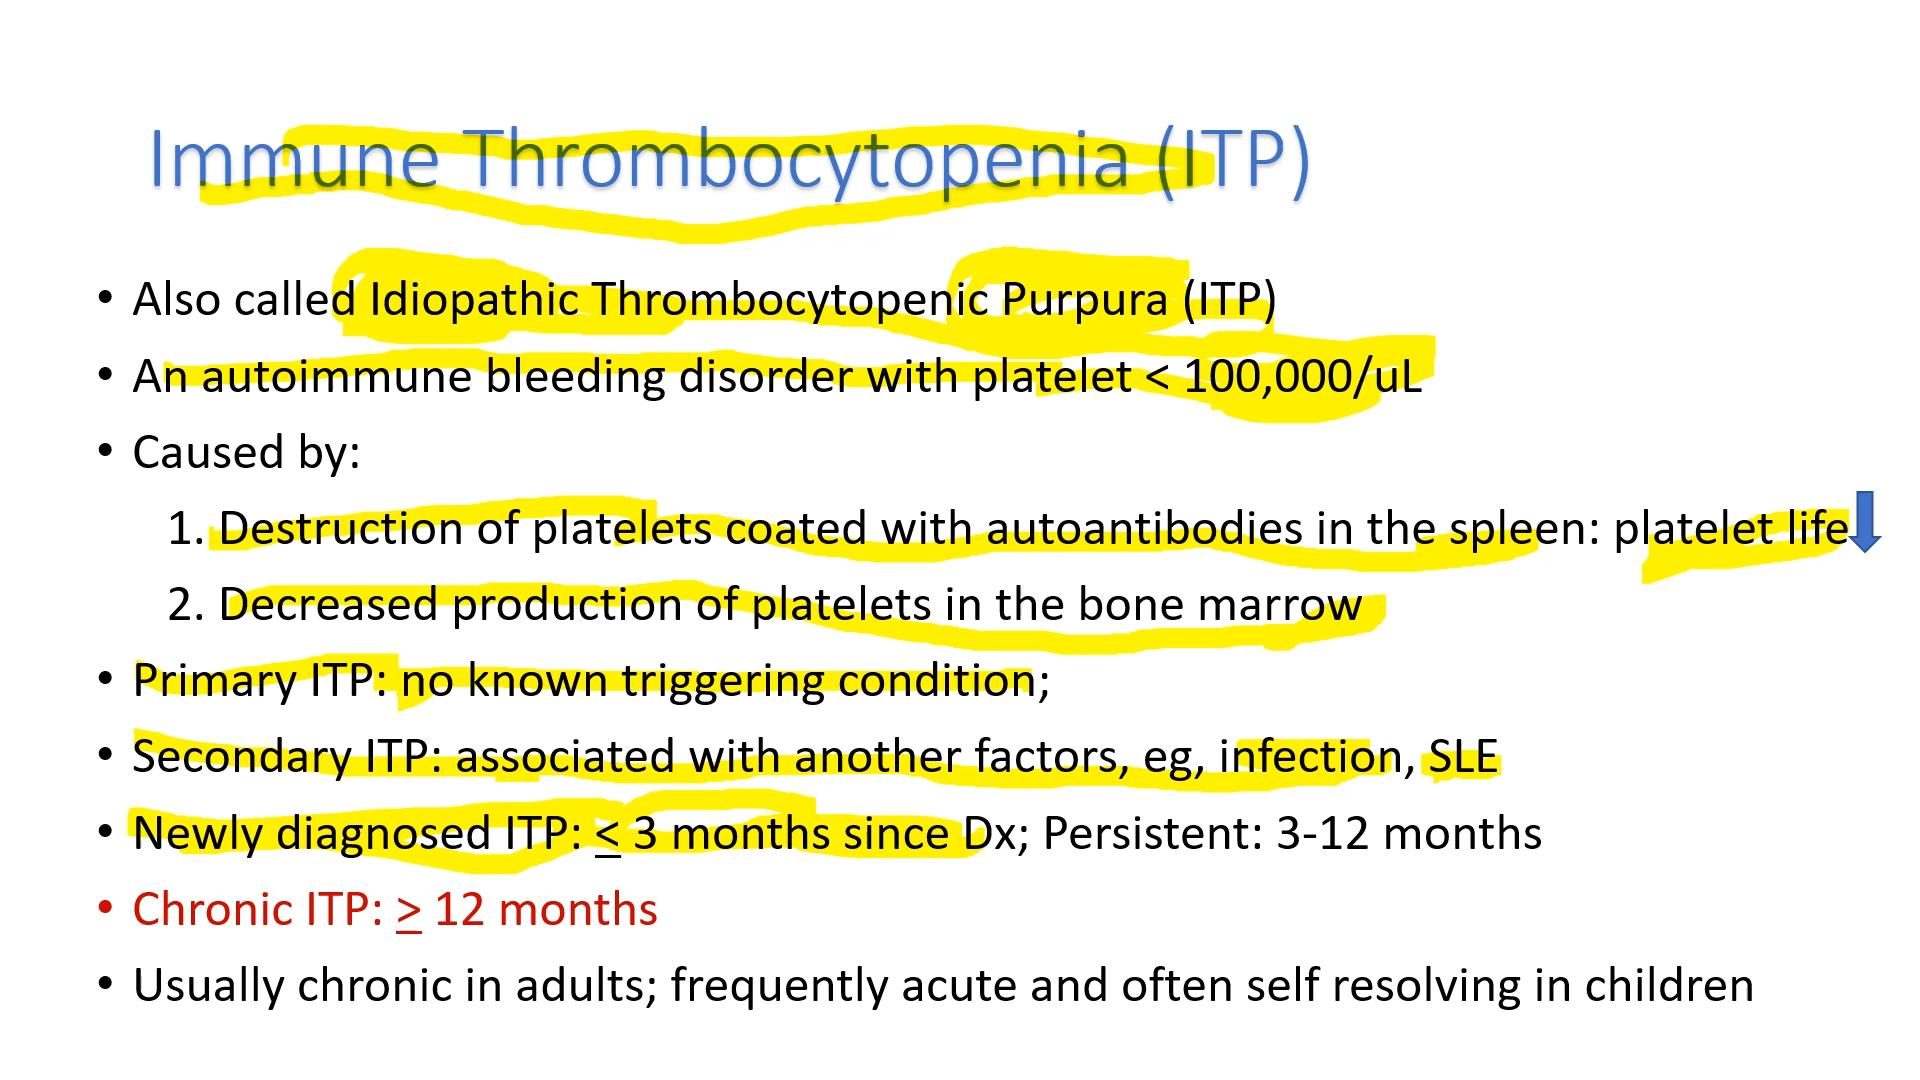 Immune Thrombocytopenia (ITP)
• Also called Idiopathic Thrombocytopenic Purpura (ITP)
• An autoimmune bleeding disorder with platelet < 100,000/uL
• Caused by:
1. Destruction of platelets coated with autoantibodies in the spleen: platelet life
2. Decreased production of platelets in the bone marrow
• Primary ITP: no known triggering condition;
• Secondary ITP: associated with another factors, eg, infection, SLE
• Newly diagnosed ITP: < 3 months since Dx; Persistent: 3-12 months
• Chronic ITP: > 12 months
• Usually chronic in adults; frequently acute and often self resolving in children